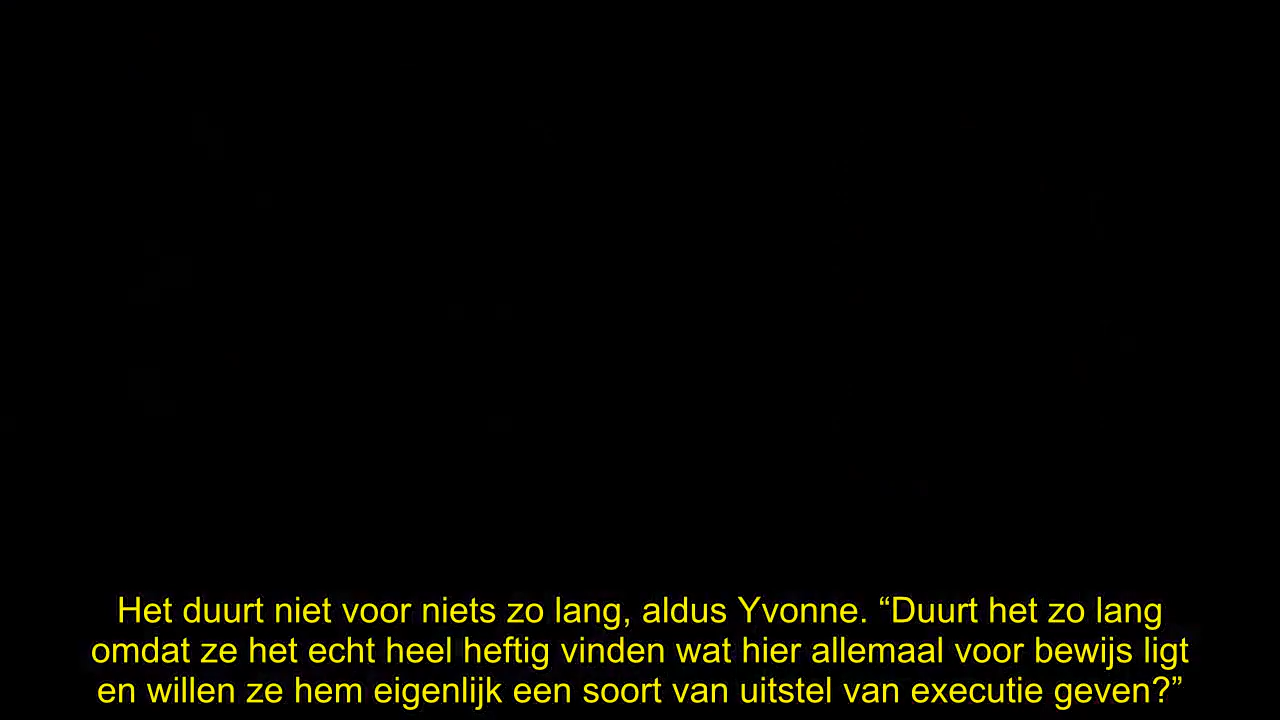 Het duurt niet voor niets zo lang, aldus Yvonne. “Duurt het zo lang
omdat ze het echt heel heftig vinden wat hier allemaal voor bewijs ligt
en willen ze hem eigenlijk een soort van uitstel van executie geven?”